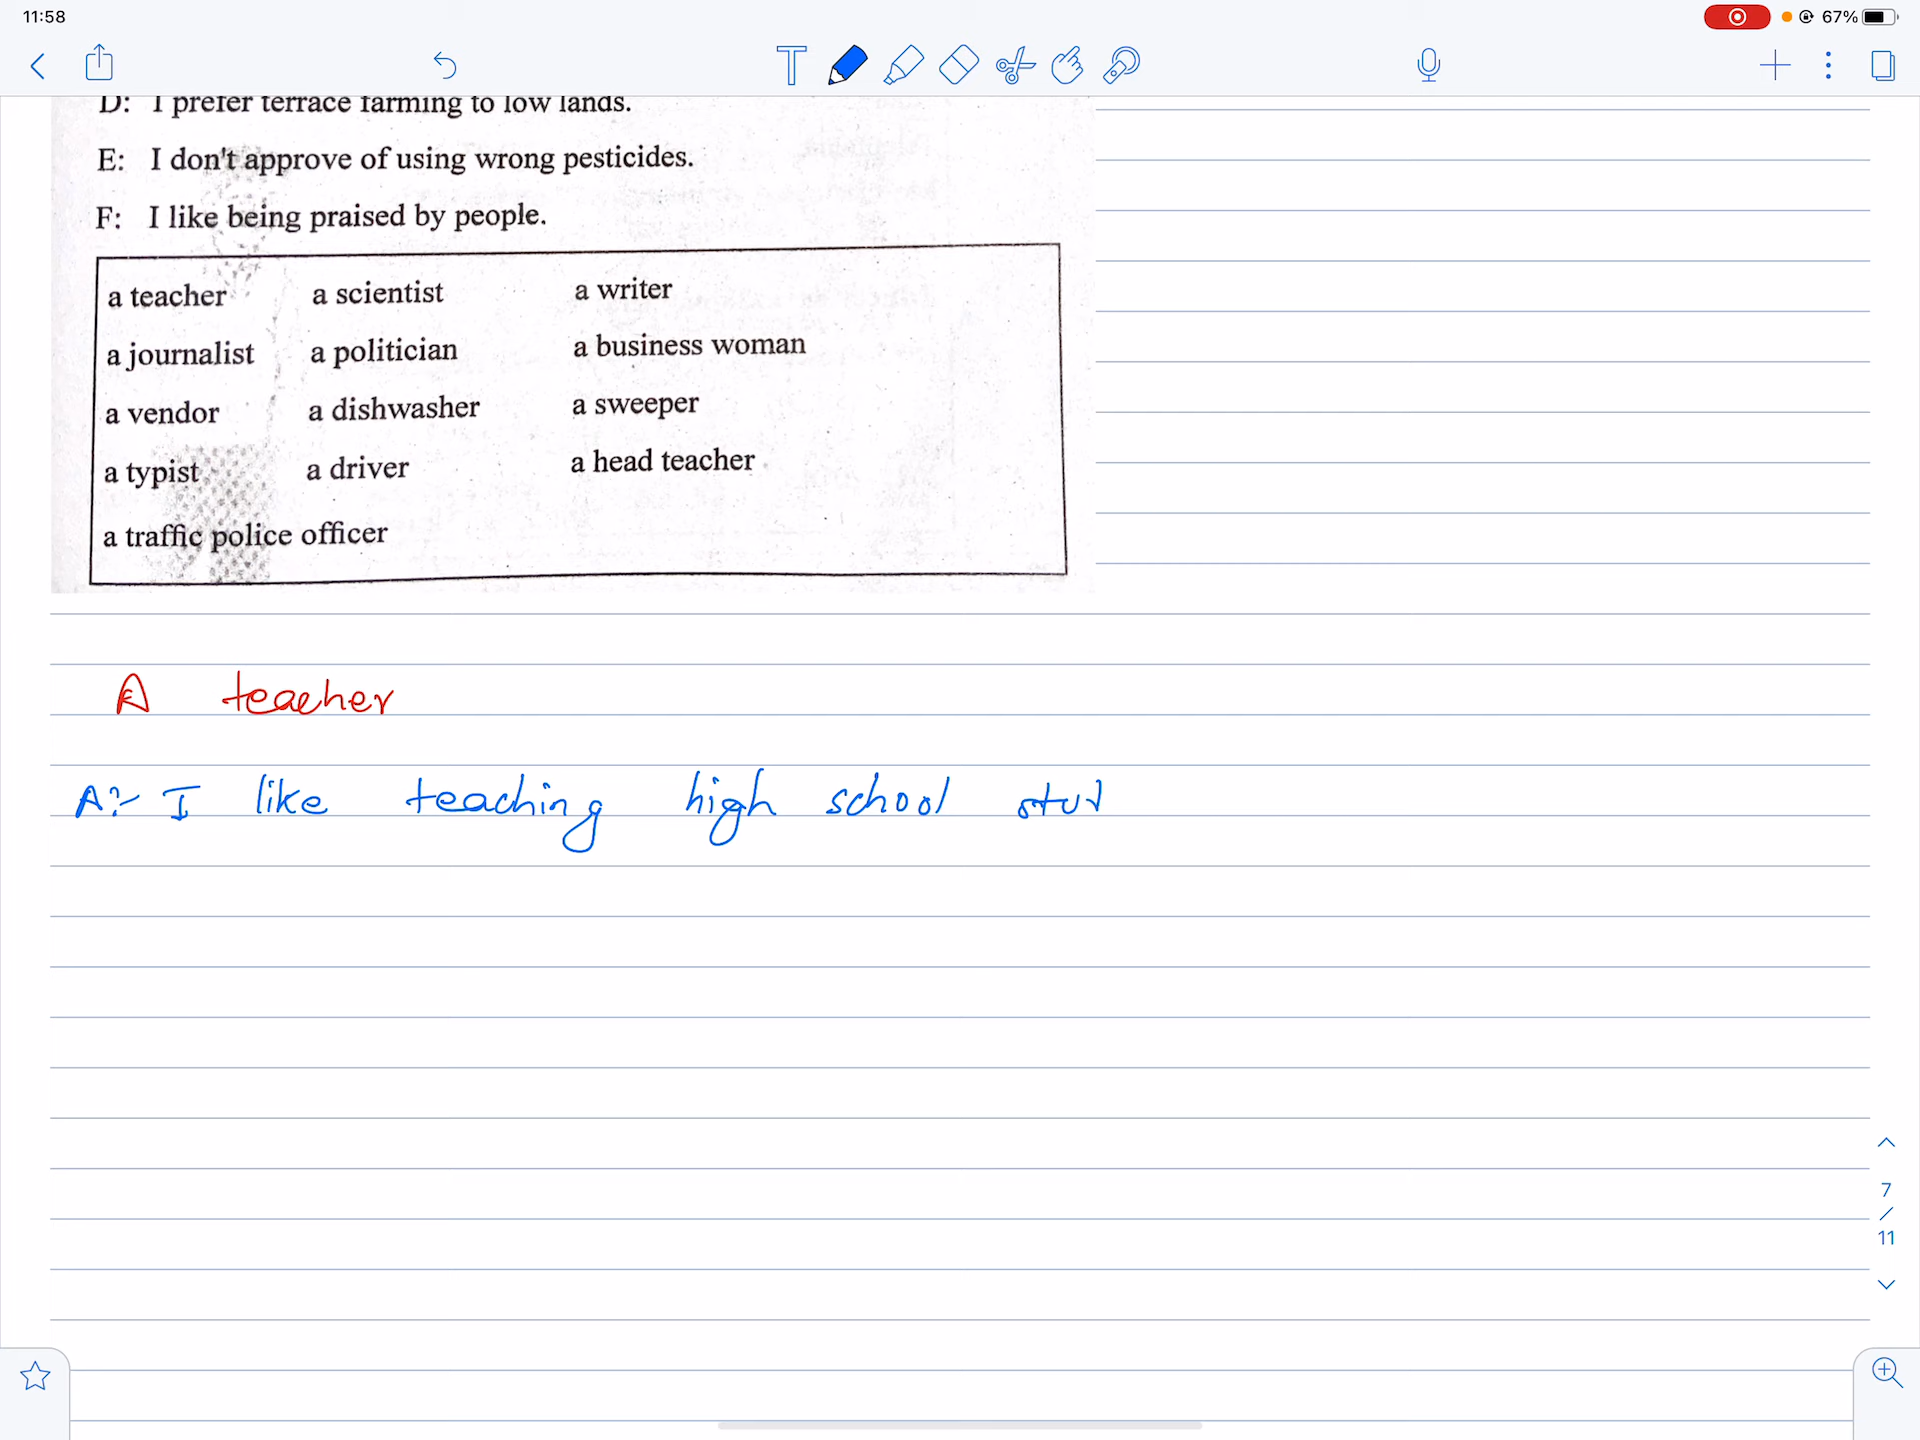 11:58
67%
D: I prefer terrace farming to low lands.
E: I don't approve of using wrong pesticides.
F: I like being praised by people.
a teacher a scientist a writer
a journalist a politician a business woman
a vendor a dishwasher a sweeper
a typist a driver a head teacher
a traffic police officer
A teacher
A:- I like teaching high school stud
7
/
11